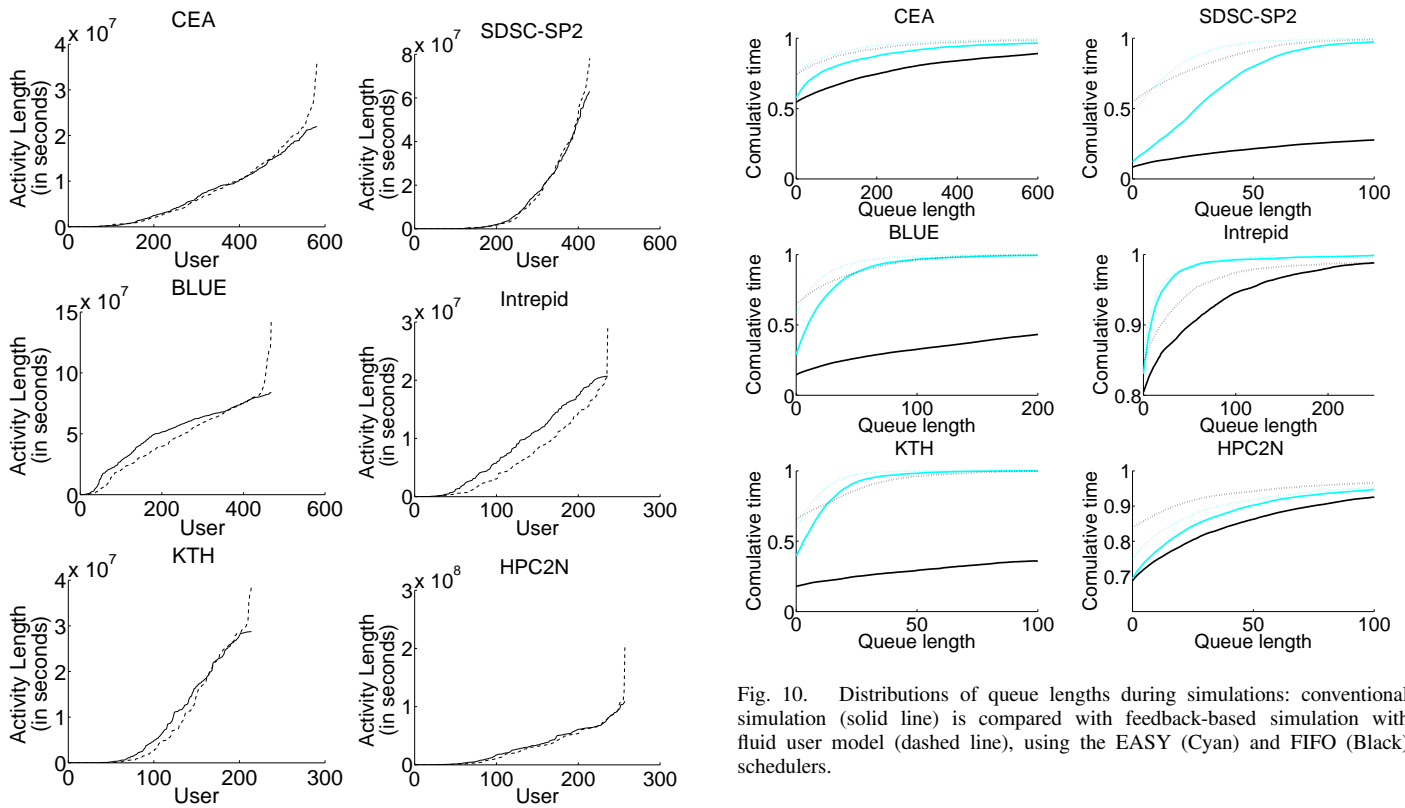 CEA
x 10^7
4
3
2
1
0
Activity Length
(in seconds)
0 200 400 600
User
SDSC-SP2
x 10^7
8
6
4
2
0
Activity Length
(in seconds)
0 200 400 600
User
BLUE
x 10^7
15
10
5
0
Activity Length
(in seconds)
0 200 400 600
User
Intrepid
x 10^7
3
2
1
0
Activity Length
(in seconds)
0 100 200 300
User
KTH
x 10^7
4
3
2
1
0
Activity Length
(in seconds)
0 100 200 300
User
HPC2N
x 10^8
3
2
1
0
Activity Length
(in seconds)
0 100 200 300
User
CEA
1
0.5
0
Comulative time
0 200 400 600
Queue length
SDSC-SP2
1
0.5
0
Comulative time
0 50 100
Queue length
BLUE
1
0.5
0
Comulative time
0 100 200
Queue length
Intrepid
1
0.9
0.8
Comulative time
0 100 200
Queue length
KTH
1
0.5
0
Comulative time
0 50 100
Queue length
HPC2N
1
0.9
0.8
0.7
Comulative time
0 50 100
Queue length
Fig. 10. Distributions of queue lengths during simulations: conventional
simulation (solid line) is compared with feedback-based simulation with
fluid user model (dashed line), using the EASY (Cyan) and FIFO (Black)
schedulers.